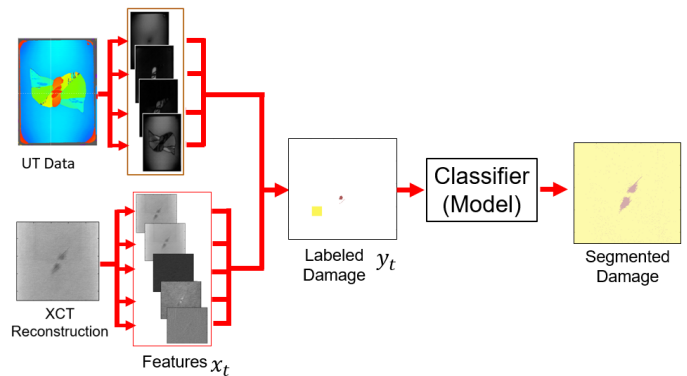 UT Data
XCT
Reconstruction
Features x_t
Labeled
Damage y_t
Classifier
(Model)
Segmented
Damage